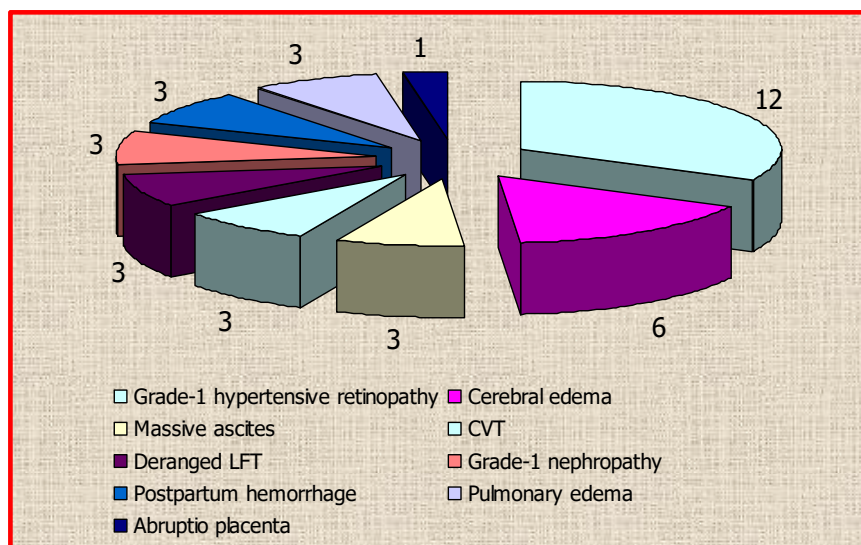 1
3
12
3
3
3
3
3
6
Grade-1 hypertensive retinopathy Cerebral edema
Massive ascites CVT
Deranged LFT Grade-1 nephropathy
Postpartum hemorrhage Pulmonary edema
Abruptio placenta